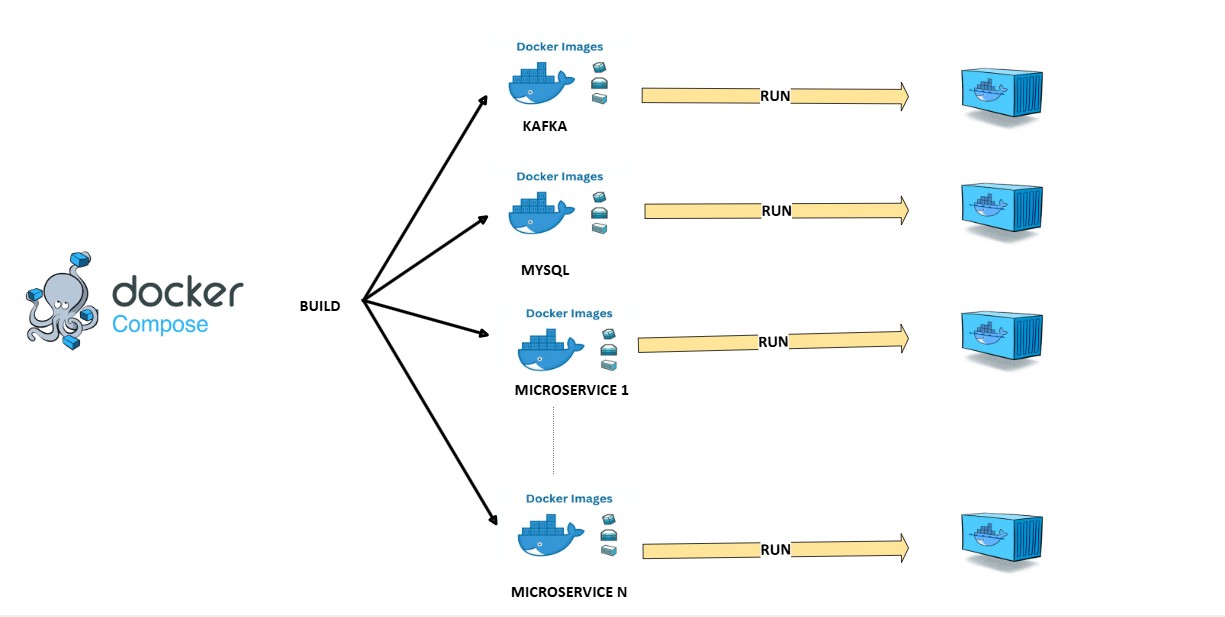 Docker Images
KAFKA
RUN
Docker Images
MYSQL
RUN
docker
Compose
BUILD
Docker Images
MICROSERVICE 1
RUN
Docker Images
MICROSERVICE N
RUN